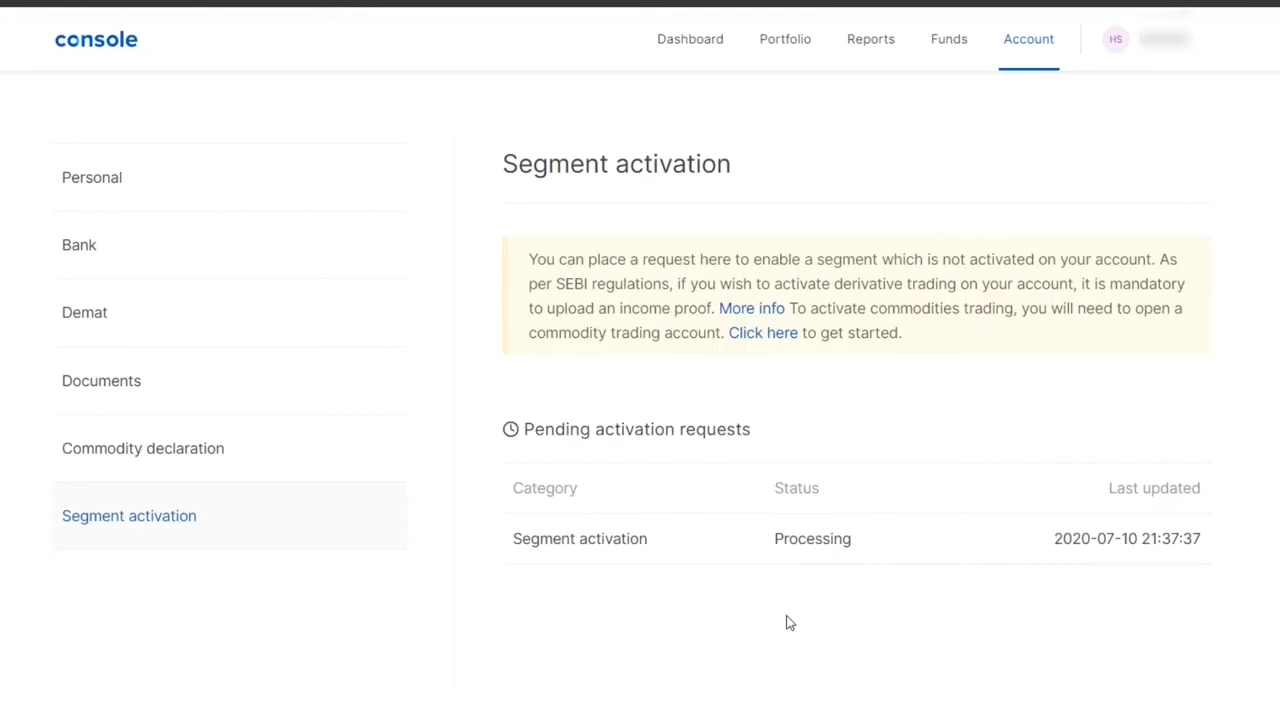 console
Dashboard Portfolio Reports Funds Account HS
Personal
Bank
Demat
Documents
Commodity declaration
Segment activation
Segment activation
You can place a request here to enable a segment which is not activated on your account. As
per SEBI regulations, if you wish to activate derivative trading on your account, it is mandatory
to upload an income proof. More info To activate commodities trading, you will need to open a
commodity trading account. Click here to get started.
Pending activation requests
Category Status Last updated
Segment activation Processing 2020-07-10 21:37:37